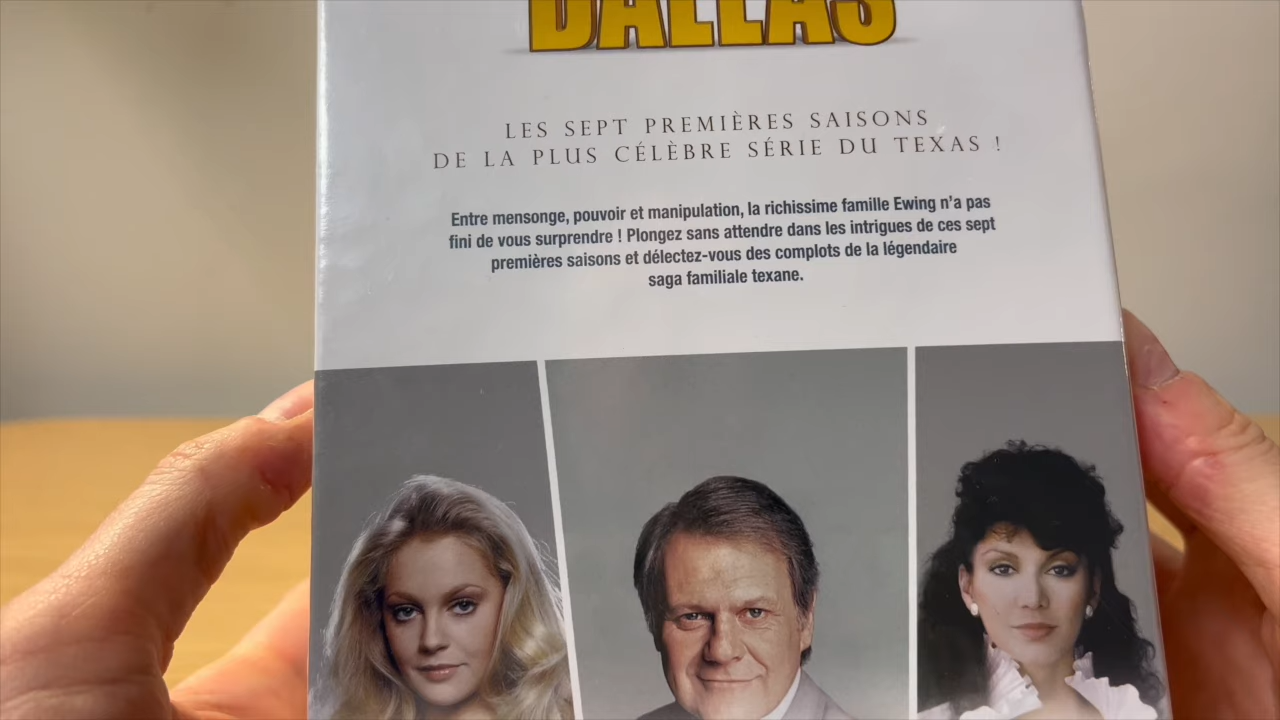 DALLAS
LES SEPT PREMIÈRES SAISONS
DE LA PLUS CÉLÈBRE SÉRIE DU TEXAS !
Entre mensonge, pouvoir et manipulation, la richissime famille Ewing n'a pas
fini de vous surprendre ! Plongez sans attendre dans les intrigues de ces sept
premières saisons et délectez-vous des complots de la légendaire
saga familiale texane.